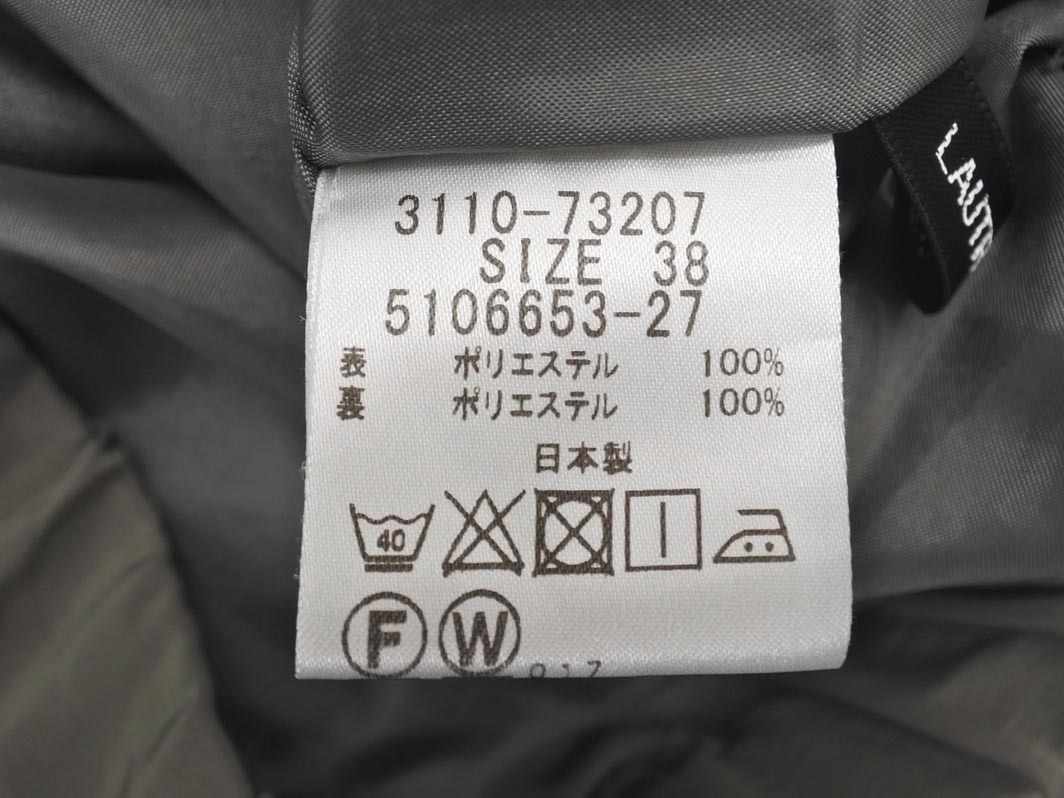 3110-73207
SIZE 38
5106653-27
表 ポリエステル 100%
裏 ポリエステル 100%
日本製
40
F W